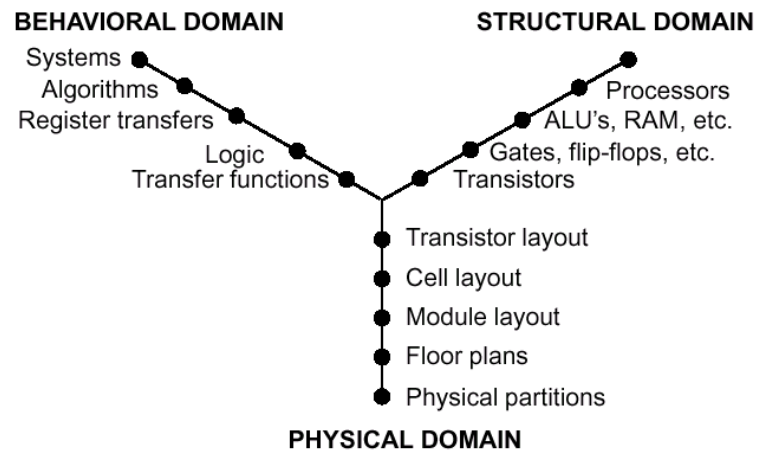 BEHAVIORAL DOMAIN
STRUCTURAL DOMAIN
Systems
Algorithms
Register transfers
Logic
Transfer functions
Processors
ALU's, RAM, etc.
Gates, flip-flops, etc.
Transistors
Transistor layout
Cell layout
Module layout
Floor plans
Physical partitions
PHYSICAL DOMAIN